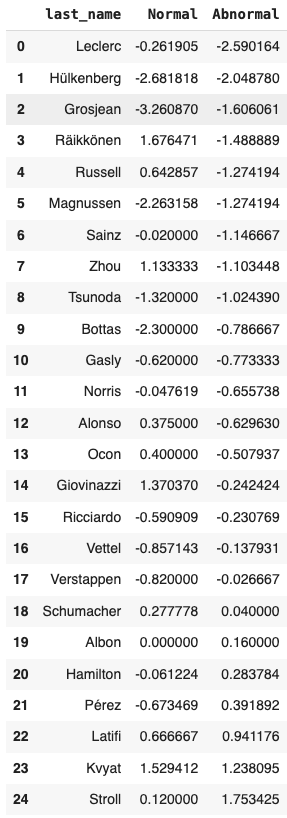 last_name Normal Abnormal
0 Leclerc -0.261905 -2.590164
1 Hülkenberg -2.681818 -2.048780
2 Grosjean -3.260870 -1.606061
3 Räikkönen 1.676471 -1.488889
4 Russell 0.642857 -1.274194
5 Magnussen -2.263158 -1.274194
6 Sainz -0.020000 -1.146667
7 Zhou 1.133333 -1.103448
8 Tsunoda -1.320000 -1.024390
9 Bottas -2.300000 -0.786667
10 Gasly -0.620000 -0.773333
11 Norris -0.047619 -0.655738
12 Alonso 0.375000 -0.629630
13 Ocon 0.400000 -0.507937
14 Giovinazzi 1.370370 -0.242424
15 Ricciardo -0.590909 -0.230769
16 Vettel -0.857143 -0.137931
17 Verstappen -0.820000 -0.026667
18 Schumacher 0.277778 0.040000
19 Albon 0.000000 0.160000
20 Hamilton -0.061224 0.283784
21 Pérez -0.673469 0.391892
22 Latifi 0.666667 0.941176
23 Kvyat 1.529412 1.238095
24 Stroll 0.120000 1.753425